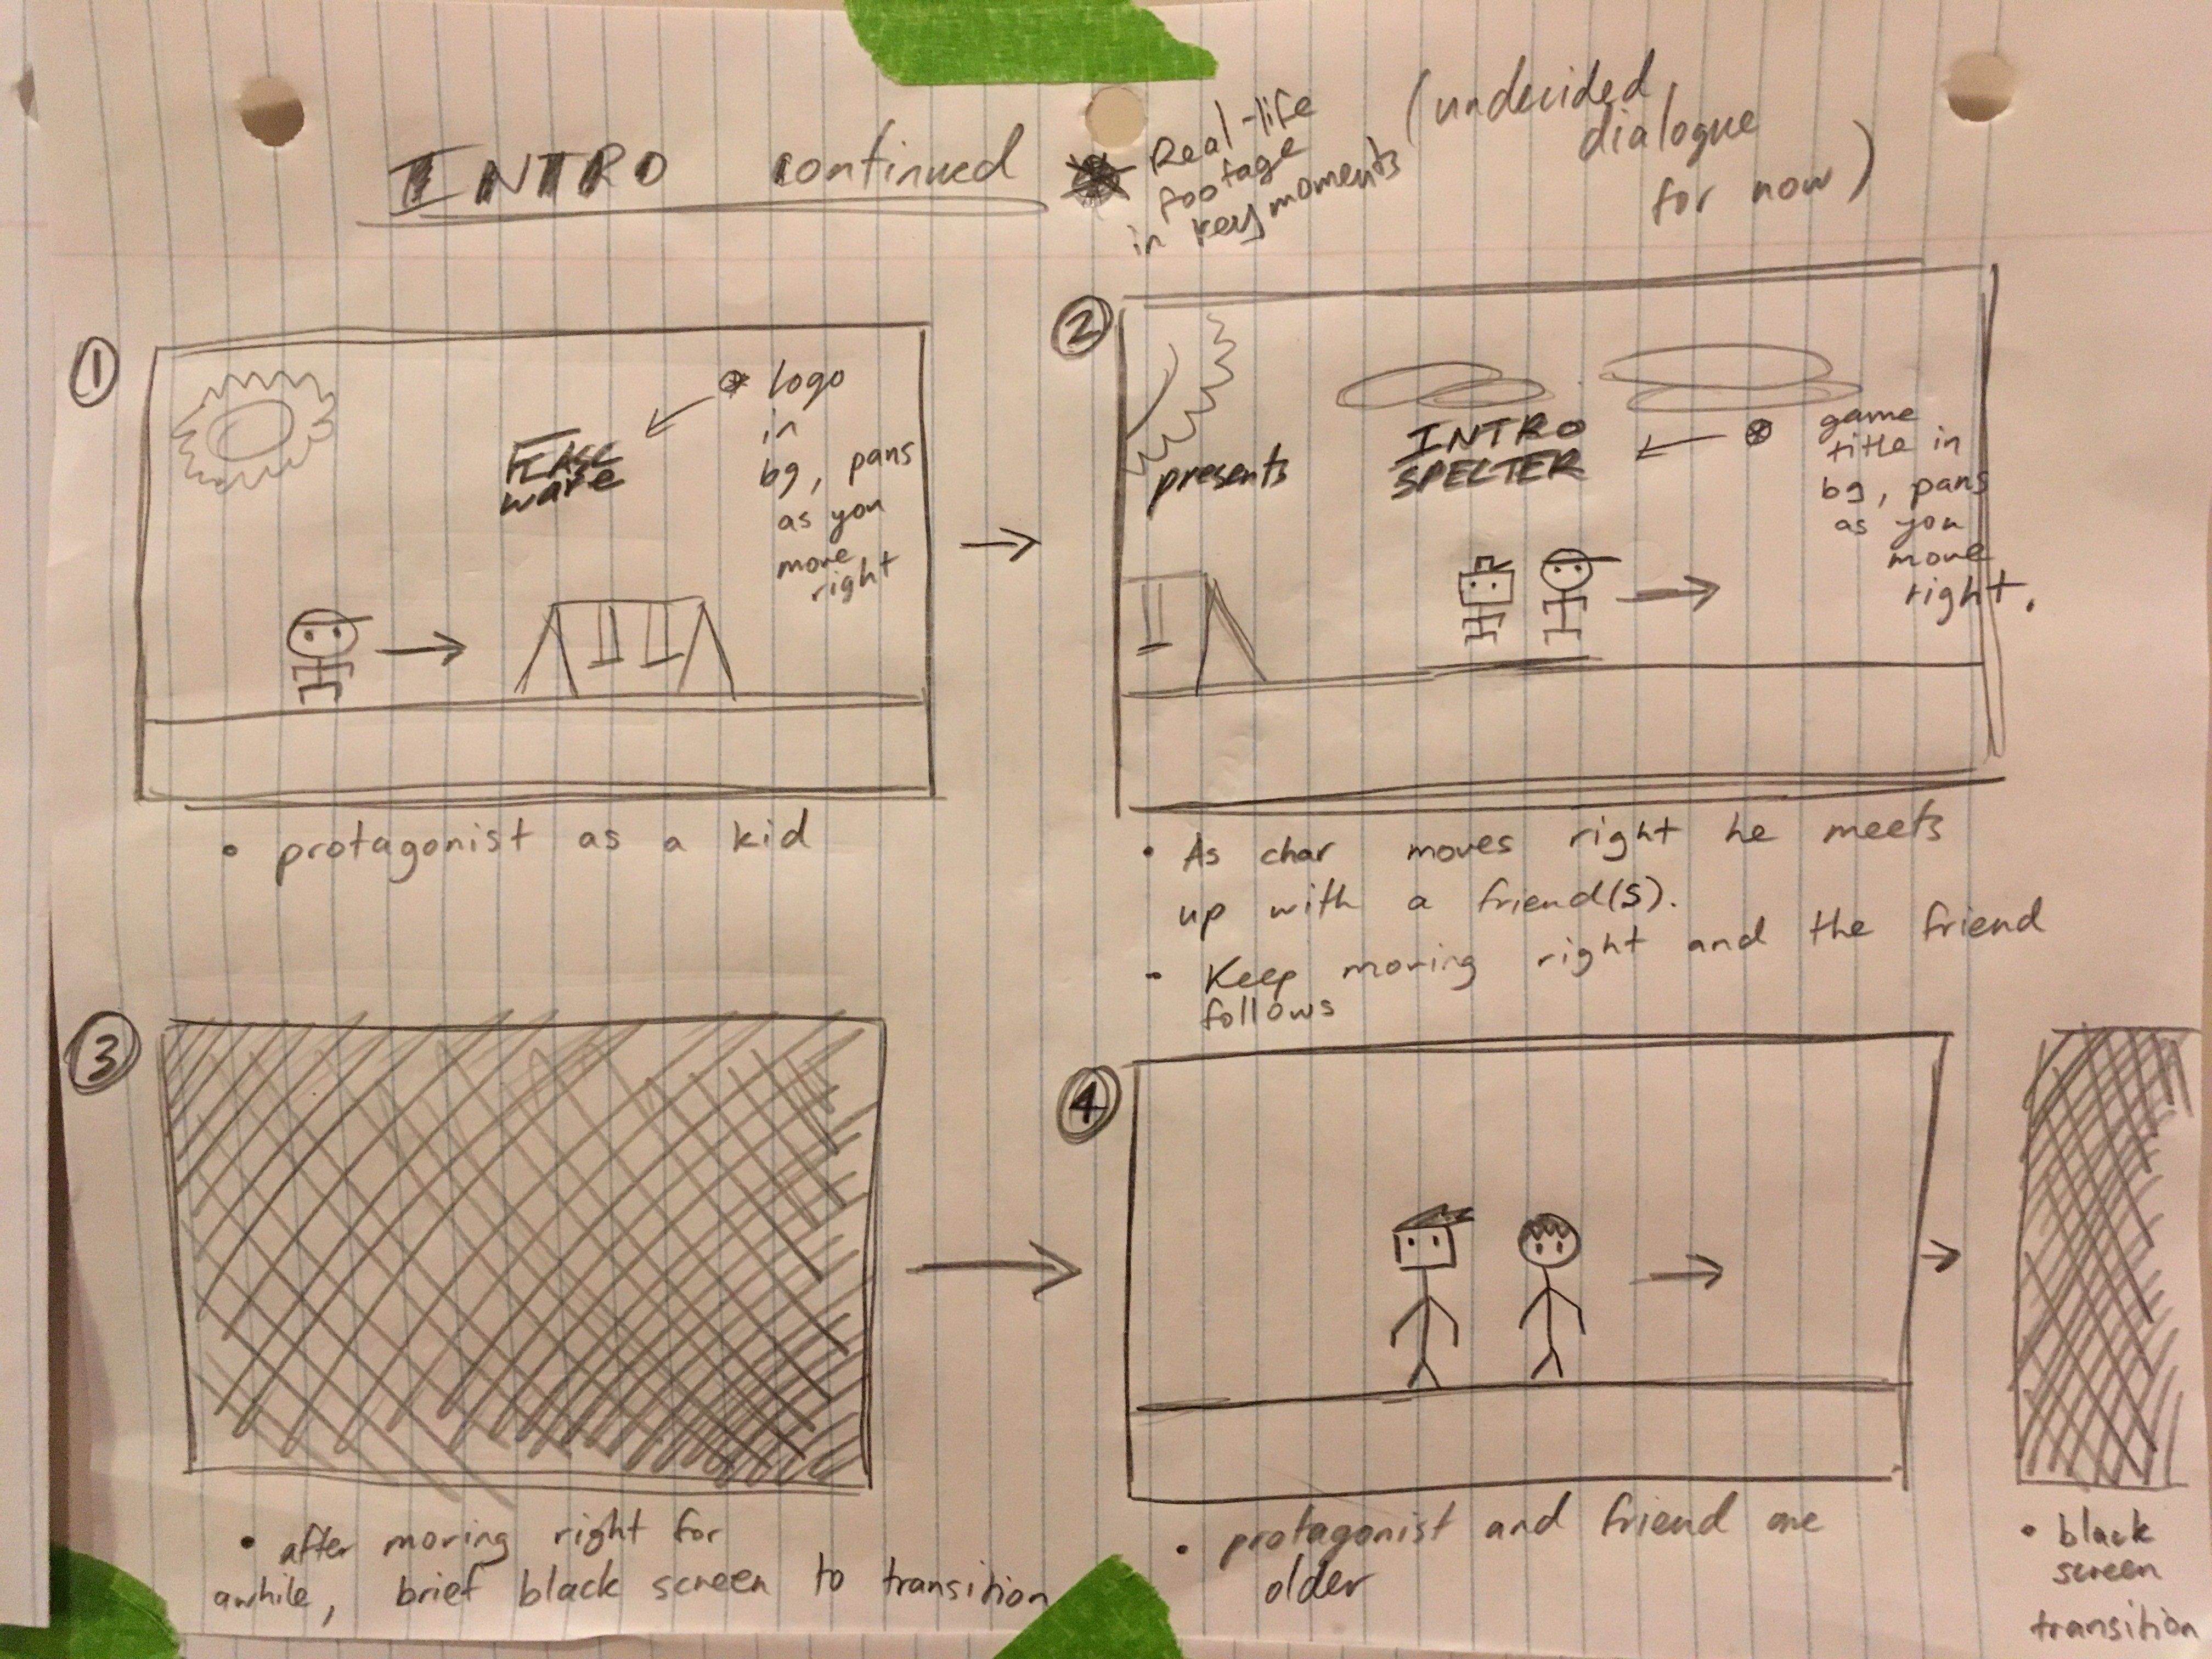 INTRO continued
Real-life
footage
in key moments
(undecided
dialogue
for now)
1
logo
in
bg, pans
as you
move
right
ware
• protagonist as a kid
2
presents
INTRO
SPECTER
game
title in
bg, pans
as you
move
right.
• As char moves right he meets
up with a friend(s).
- Keep moving right and the friend
follows
3
• after moving right for
awhile, brief black screen to transition
4
• protagonist and friend are
older
• black
screen
transition